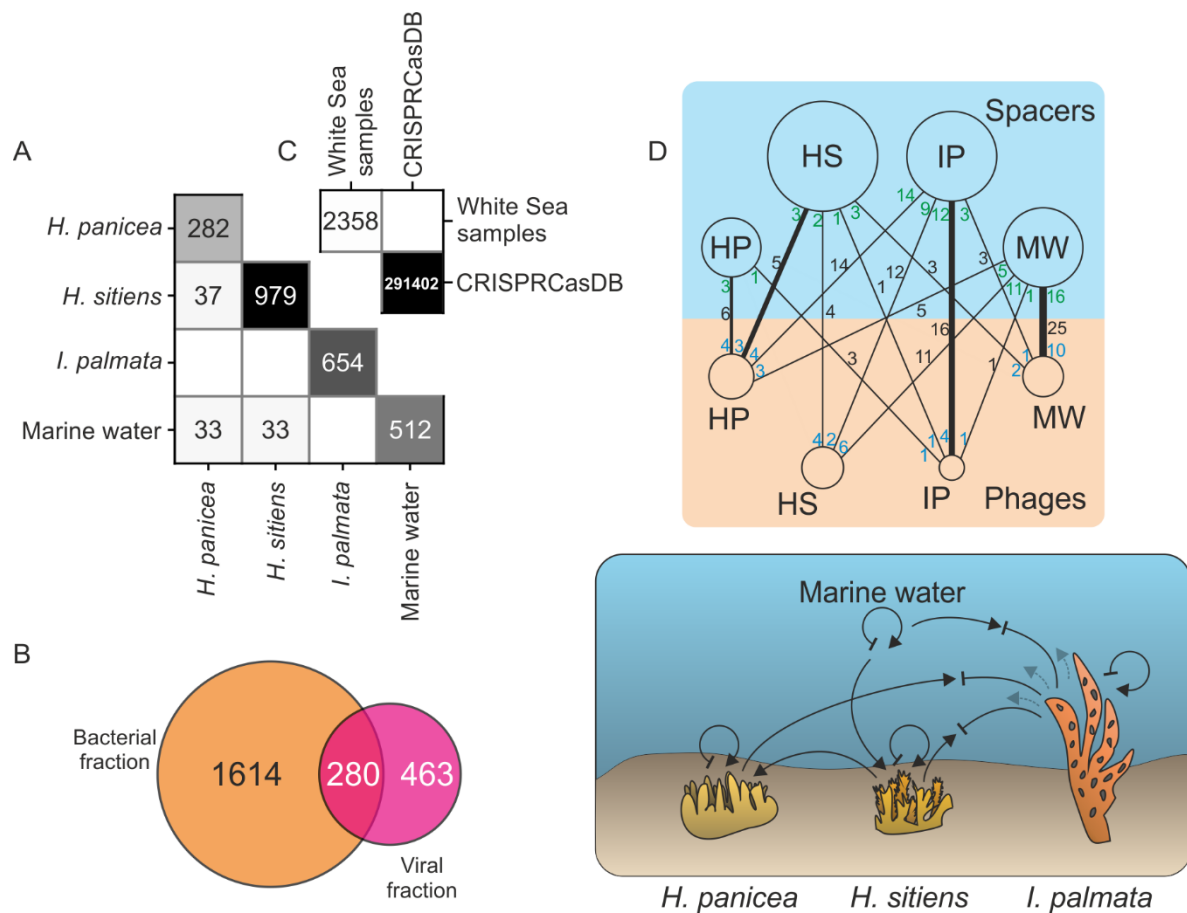 A
H. panicea
H. sitiens
I. palmata
Marine water
282
37
979
654
33
33
512
H. panicea
H. sitiens
I. palmata
Marine water
C
White Sea
samples
CRISPRCasDB
2358
White Sea
samples
291402
CRISPRCasDB
B
Bacterial
fraction
1614
280
463
Viral
fraction
D
Spacers
HS
IP
HP
MW
3
2
1
3
14
9
12
3
3
1
5
11
1
16
5
14
12
3
3
6
4
1
5
16
25
11
3
1
4
3
4
3
1
10
2
HP
MW
4
2
6
1
1
4
1
HS
IP
Phages
Marine water
H. panicea
H. sitiens
I. palmata